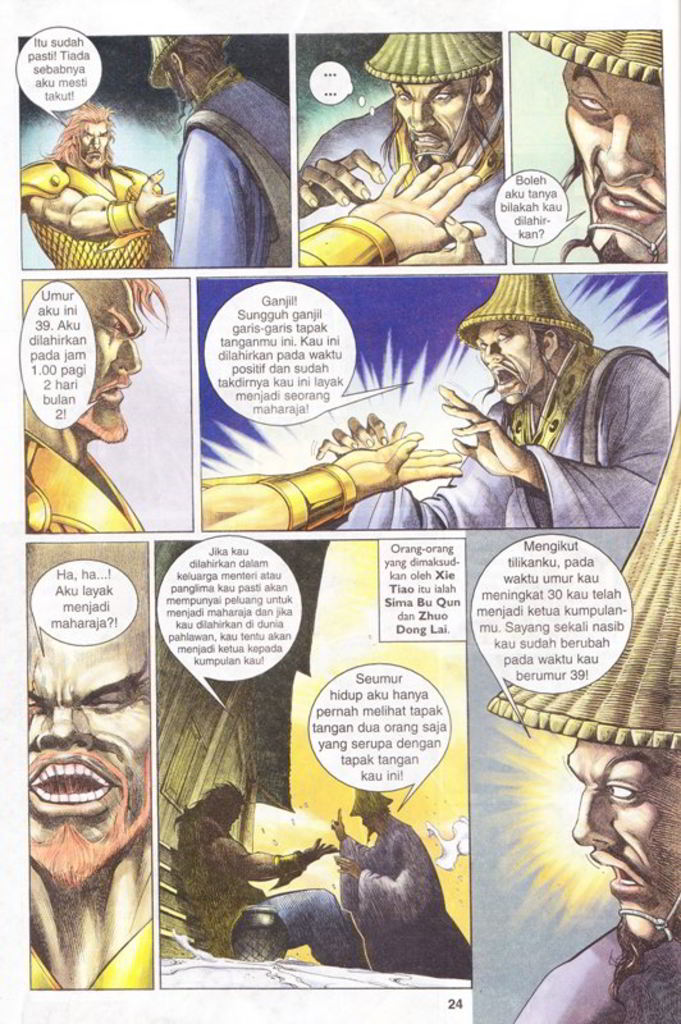 Itu sudah
pasti! Tiada
sebabnya
aku mesti
takut!
...
...
Boleh
aku tanya
bilakah kau
dilahir-
kan?
Umur
aku ini
39. Aku
dilahirkan
pada jam
1.00 pagi
2 hari
bulan
2!
Ganjil!
Sungguh ganjil
garis-garis tapak
tanganmu ini. Kau ini
dilahirkan pada waktu
positif dan sudah
takdirnya kau ini layak
menjadi seorang
maharaja!
Ha, ha...!
Aku layak
menjadi
maharaja?!
Jika kau
dilahirkan dalam
keluarga menteri atau
panglima kau pasti akan
mempunyai peluang untuk
menjadi maharaja dan jika
kau dilahirkan di dunia
pahlawan, kau tentu akan
menjadi ketua kepada
kumpulan kau!
Orang-orang
yang dimaksud-
kan oleh Xie
Tiao itu ialah
Sima Bu Qun
dan Zhuo
Dong Lai.
Seumur
hidup aku hanya
pernah melihat tapak
tangan dua orang saja
yang serupa dengan
tapak tangan
kau ini!
Mengikut
tilikanku, pada
waktu umur kau
meningkat 30 kau telah
menjadi ketua kumpulan-
mu. Sayang sekali nasib
kau sudah berubah
pada waktu kau
berumur 39!
24